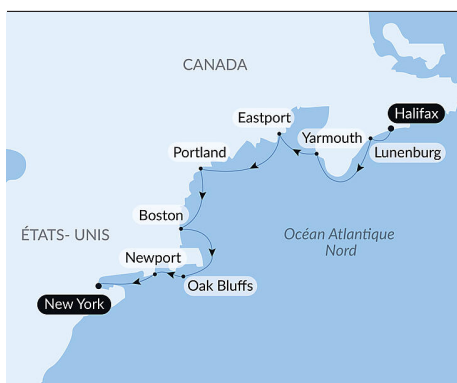 CANADA
Halifax
Eastport
Yarmouth
Lunenburg
Portland
Boston
ÉTATS- UNIS
Océan Atlantique
Nord
Newport
Oak Bluffs
New York